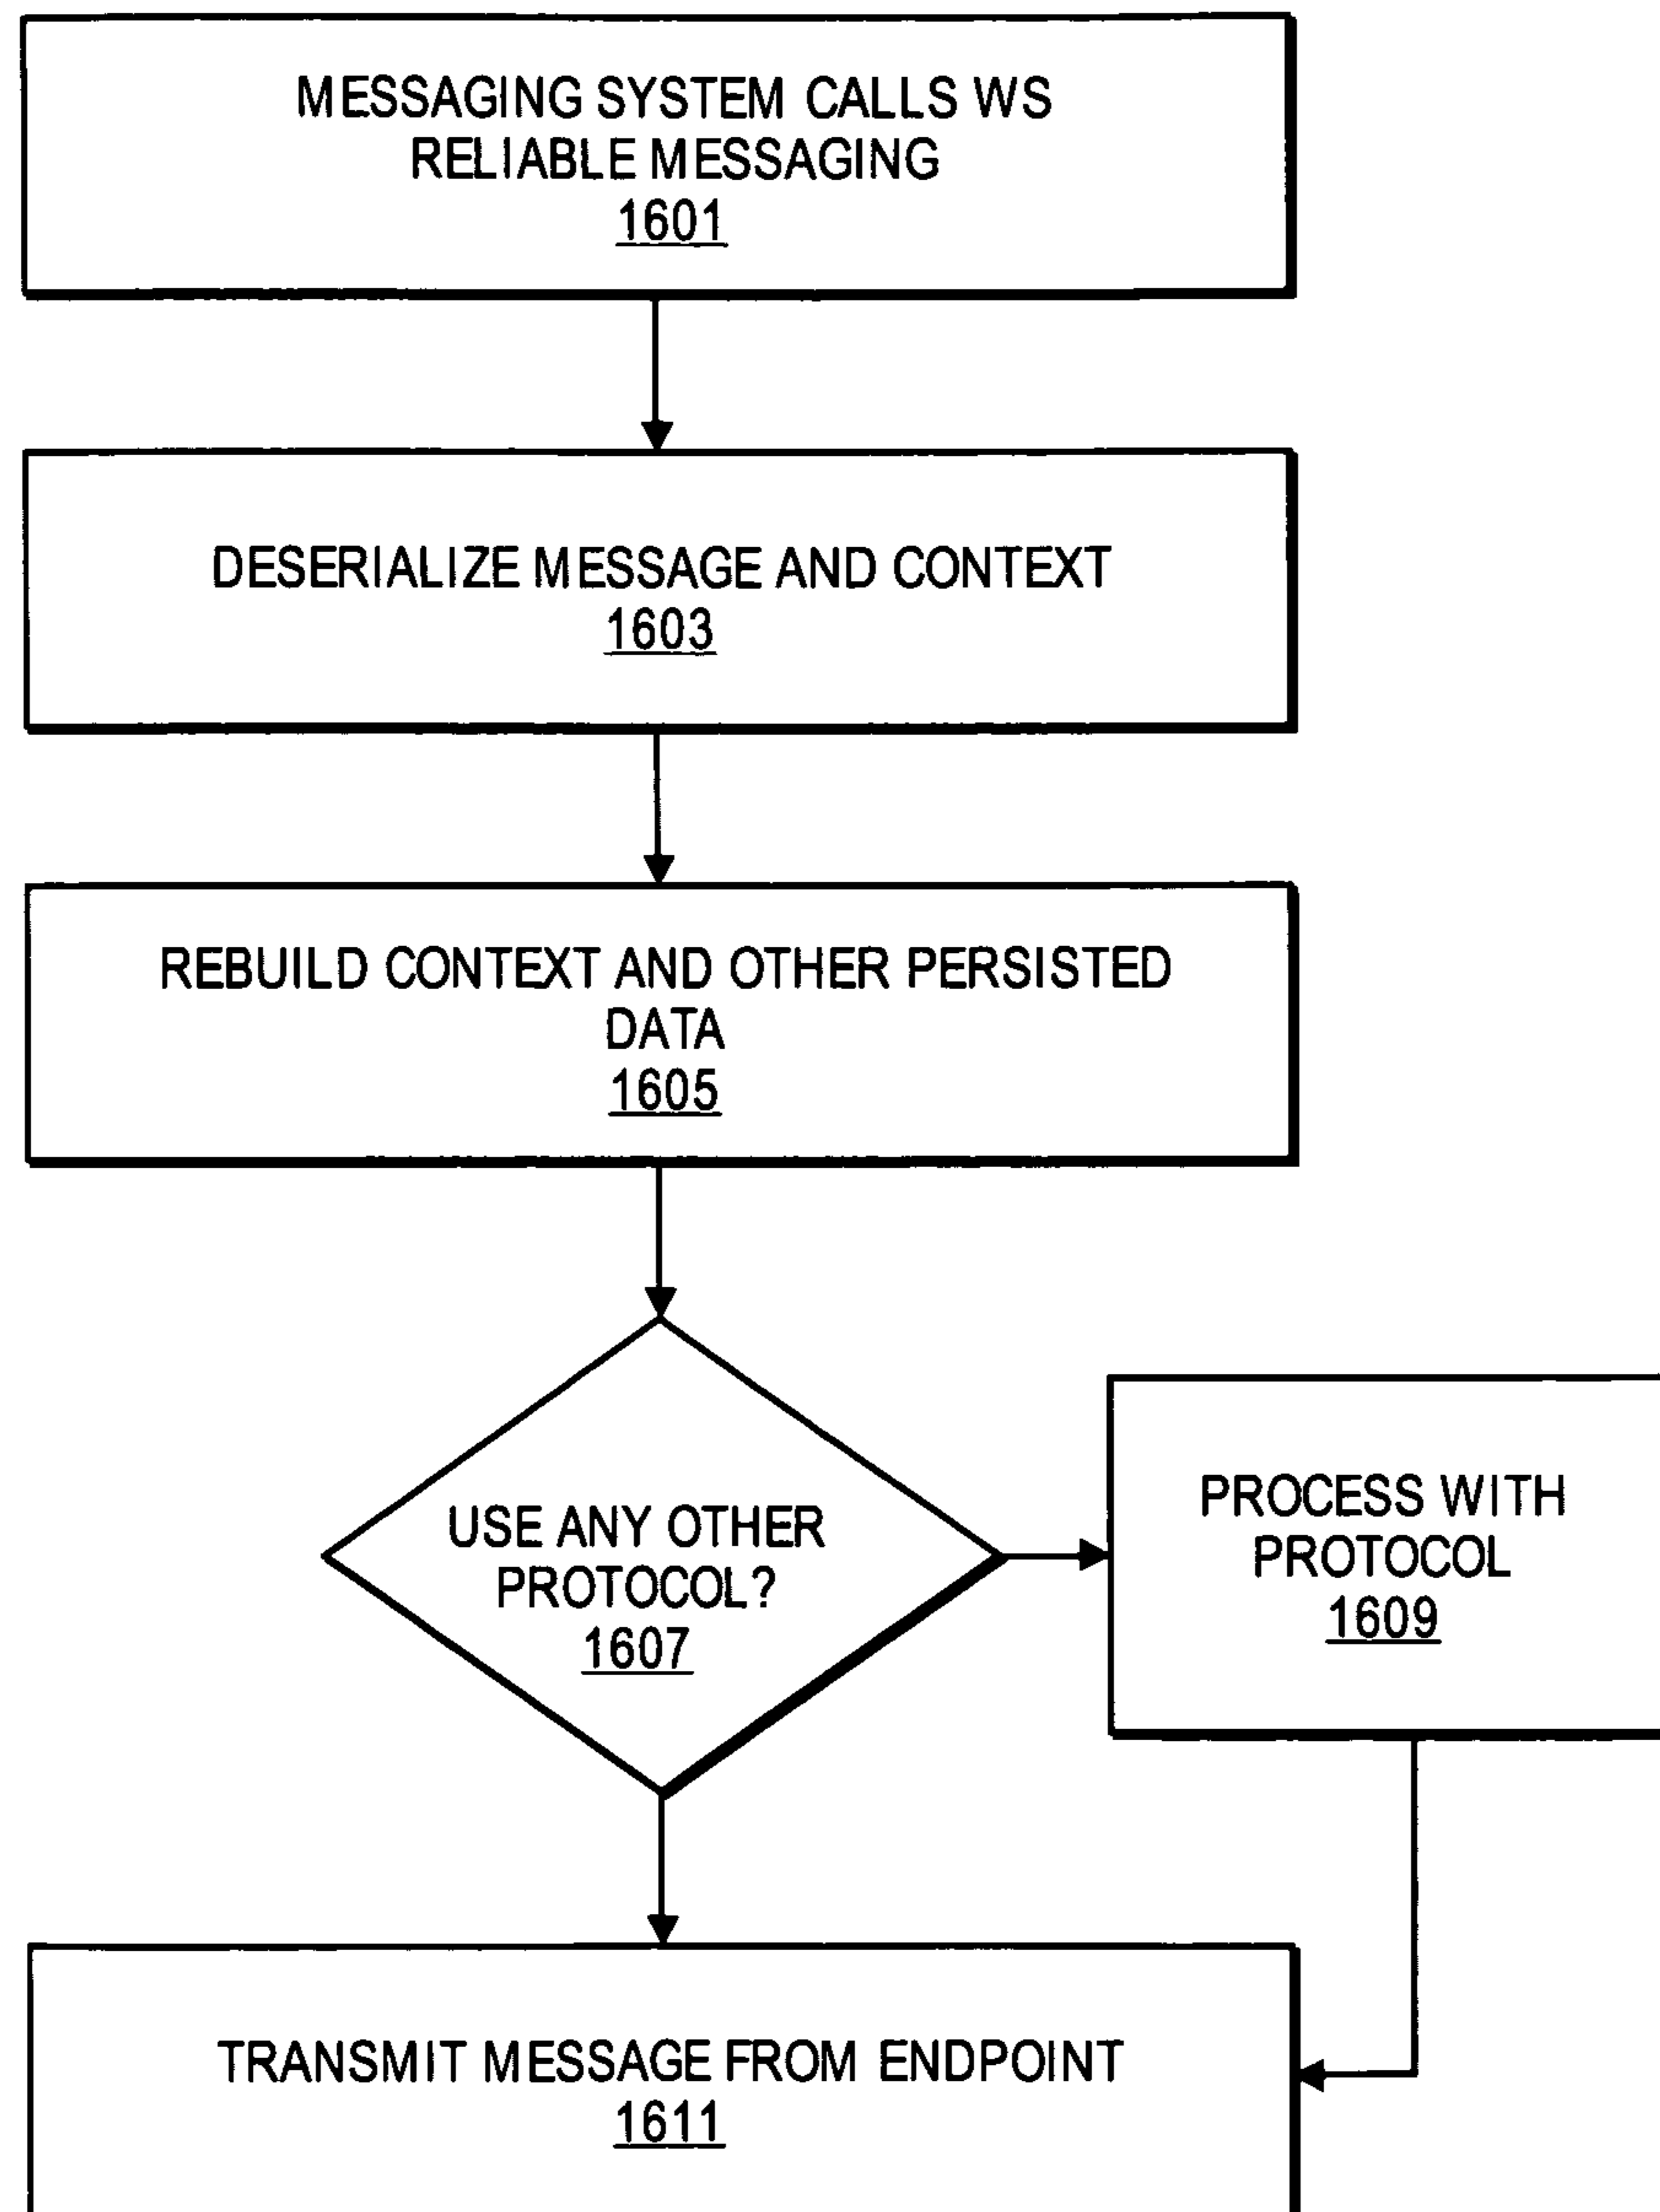 MESSAGING SYSTEM CALLS WS
RELIABLE MESSAGING
1601
DESERIALIZE MESSAGE AND CONTEXT
1603
REBUILD CONTEXT AND OTHER PERSISTED
DATA
1605
USE ANY OTHER
PROTOCOL?
1607
PROCESS WITH
PROTOCOL
1609
TRANSMIT MESSAGE FROM ENDPOINT
1611